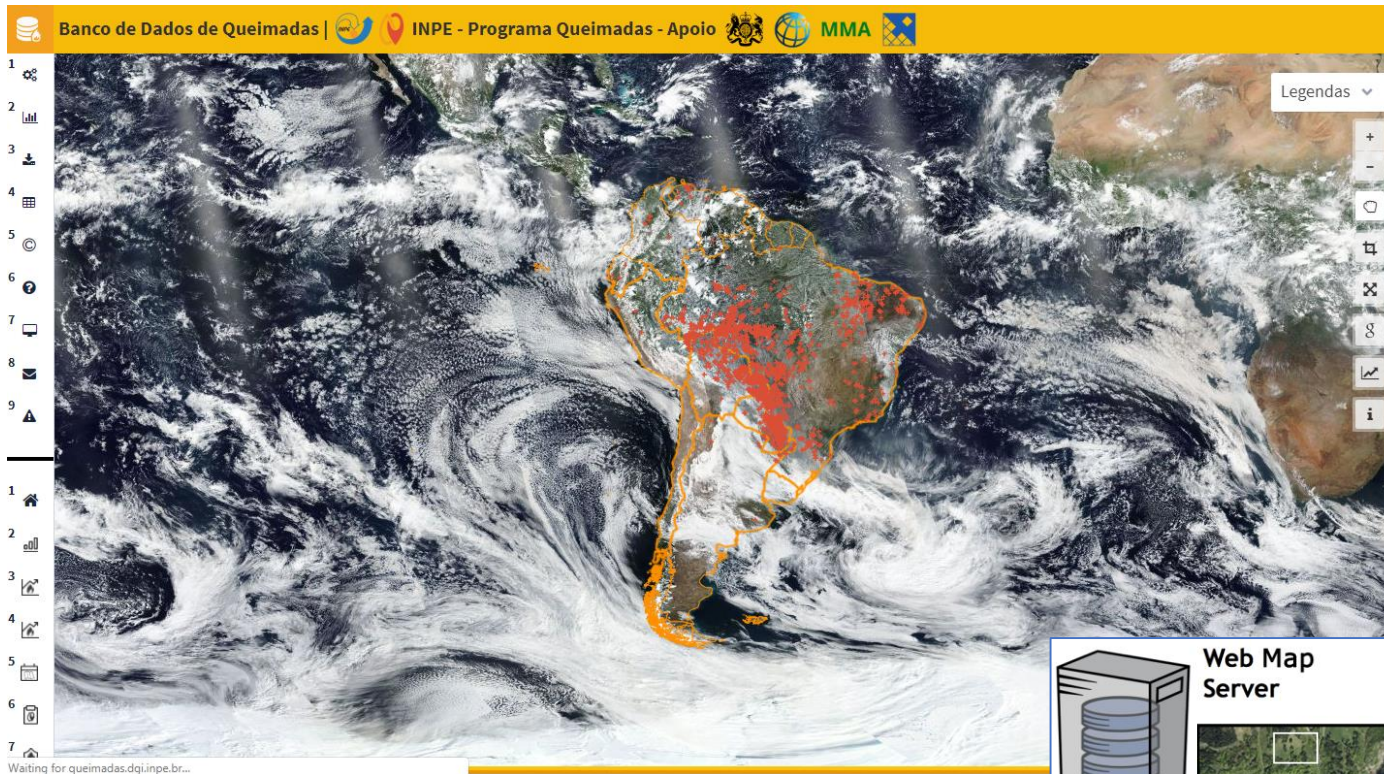 Banco de Dados de Queimadas | INPE INPE - Programa Queimadas - Apoio MMA
Legendas
1
2
3
4
5
6
7
8
9
+
-
g
i
1
2
3
4
5
6
7
Web Map
Server
Waiting for queimadas.dgi.inpe.br...